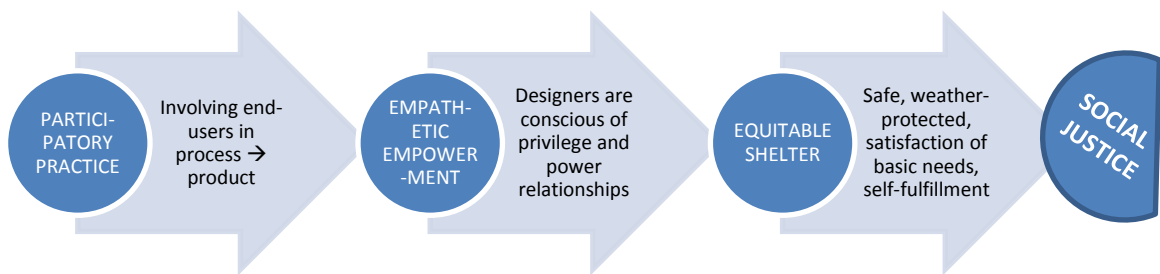 PARTICI-
PATORY
PRACTICE
Involving end-
users in
process →
product
EMPATH-
ETIC
EMPOWER
-MENT
Designers are
conscious of
privilege and
power
relationships
EQUITABLE
SHELTER
Safe, weather-
protected,
satisfaction of
basic needs,
self-fulfillment
SOCIAL
JUSTICE